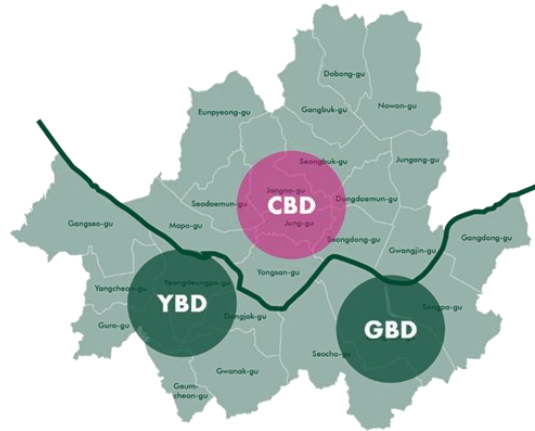 Dobong-gu
Nowon-gu
Gangbuk-gu
Eunpyeong-gu
Jungang-gu
Seongbuk-gu
Jongno-gu
Seodaemun-gu
Dongdaemun-gu
CBD
Mapo-gu
Jung-gu
Gangseo-gu
Seongdong-gu
Gwangjin-gu
Gangdong-gu
Yongsan-gu
Yangcheon-gu
Yeongdeungpo-gu
YBD
Songpa-gu
Dongjak-gu
Guro-gu
GBD
Seocho-gu
Gwanak-gu
Geum-
cheon-gu